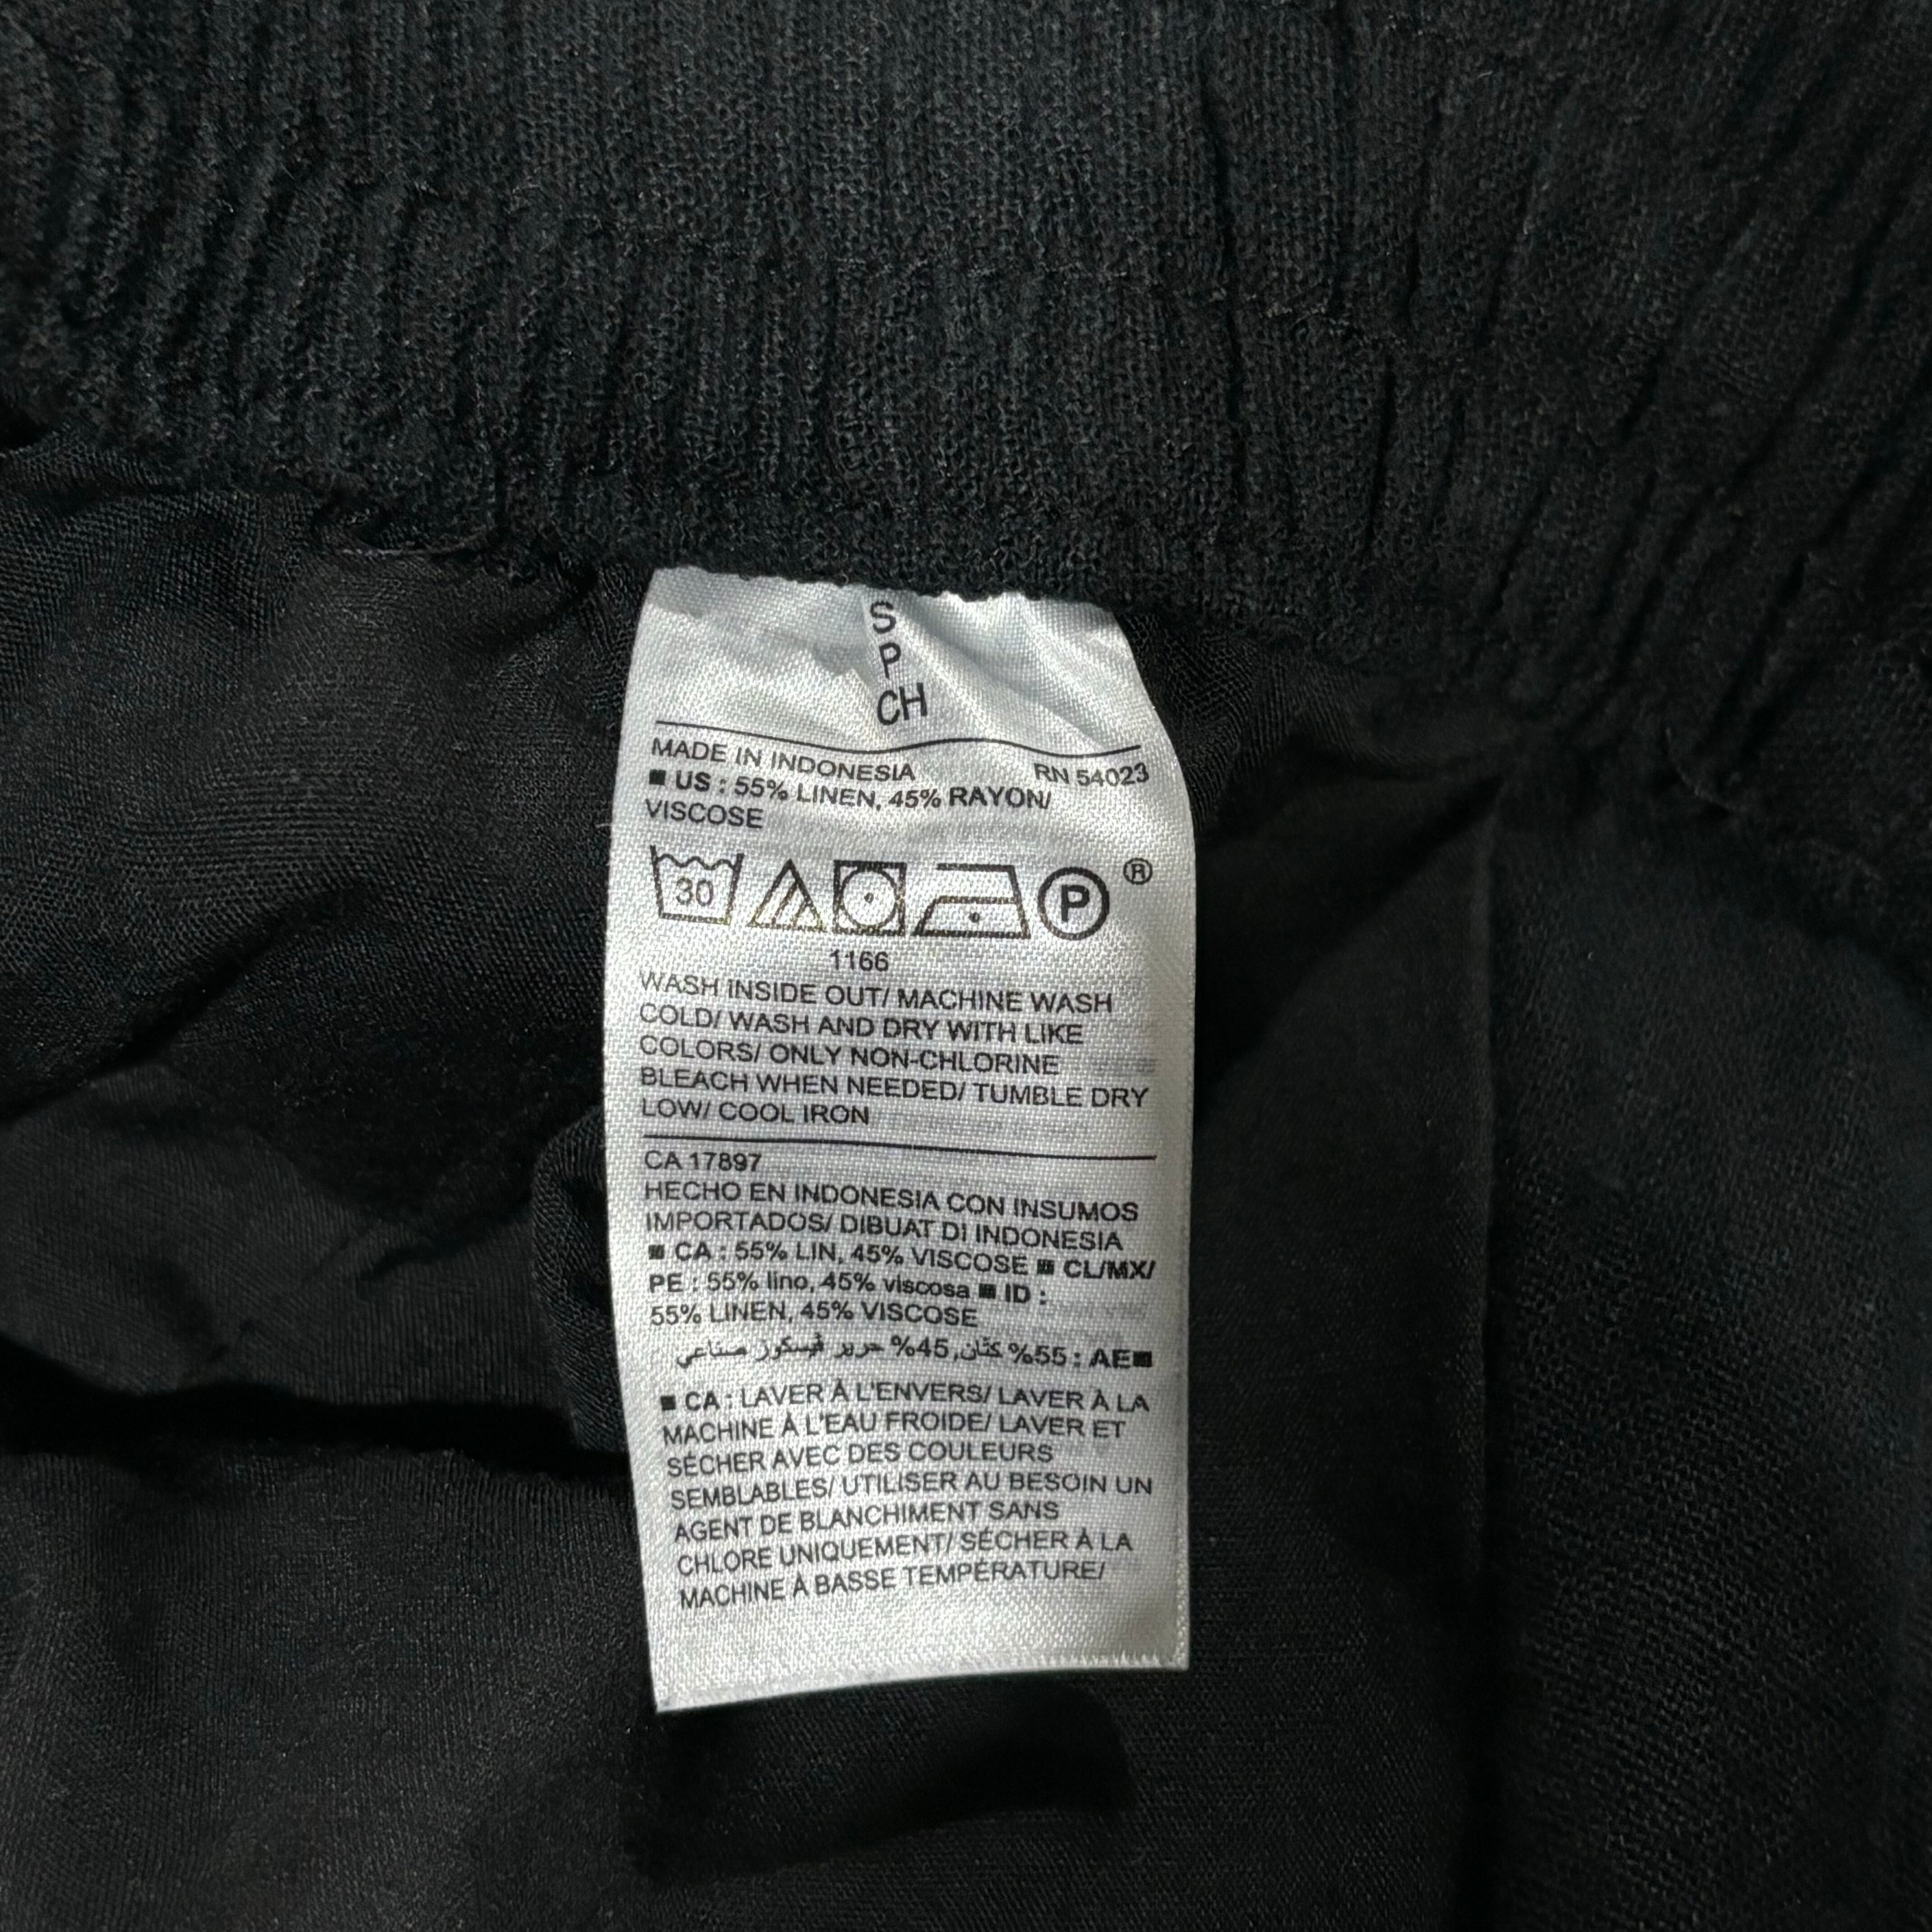 S
P
CH
MADE IN INDONESIA RN 54023
■ US : 55% LINEN, 45% RAYON/
VISCOSE
30 P ®
1166
WASH INSIDE OUT/ MACHINE WASH
COLD/ WASH AND DRY WITH LIKE
COLORS/ ONLY NON-CHLORINE
BLEACH WHEN NEEDED/ TUMBLE DRY
LOW/ COOL IRON
CA 17897
HECHO EN INDONESIA CON INSUMOS
IMPORTADOS/ DIBUAT DI INDONESIA
■ CA : 55% LIN, 45% VISCOSE ■ CL/MX/
PE : 55% lino, 45% viscosa ■ ID :
55% LINEN, 45% VISCOSE
■AE : 55% كتّان, 45% حرير ڤيسكوز صناعي
■ CA : LAVER À L'ENVERS/ LAVER À LA
MACHINE À L'EAU FROIDE/ LAVER ET
SÉCHER AVEC DES COULEURS
SEMBLABLES/ UTILISER AU BESOIN UN
AGENT DE BLANCHIMENT SANS
CHLORE UNIQUEMENT/ SÉCHER À LA
MACHINE À BASSE TEMPÉRATURE/